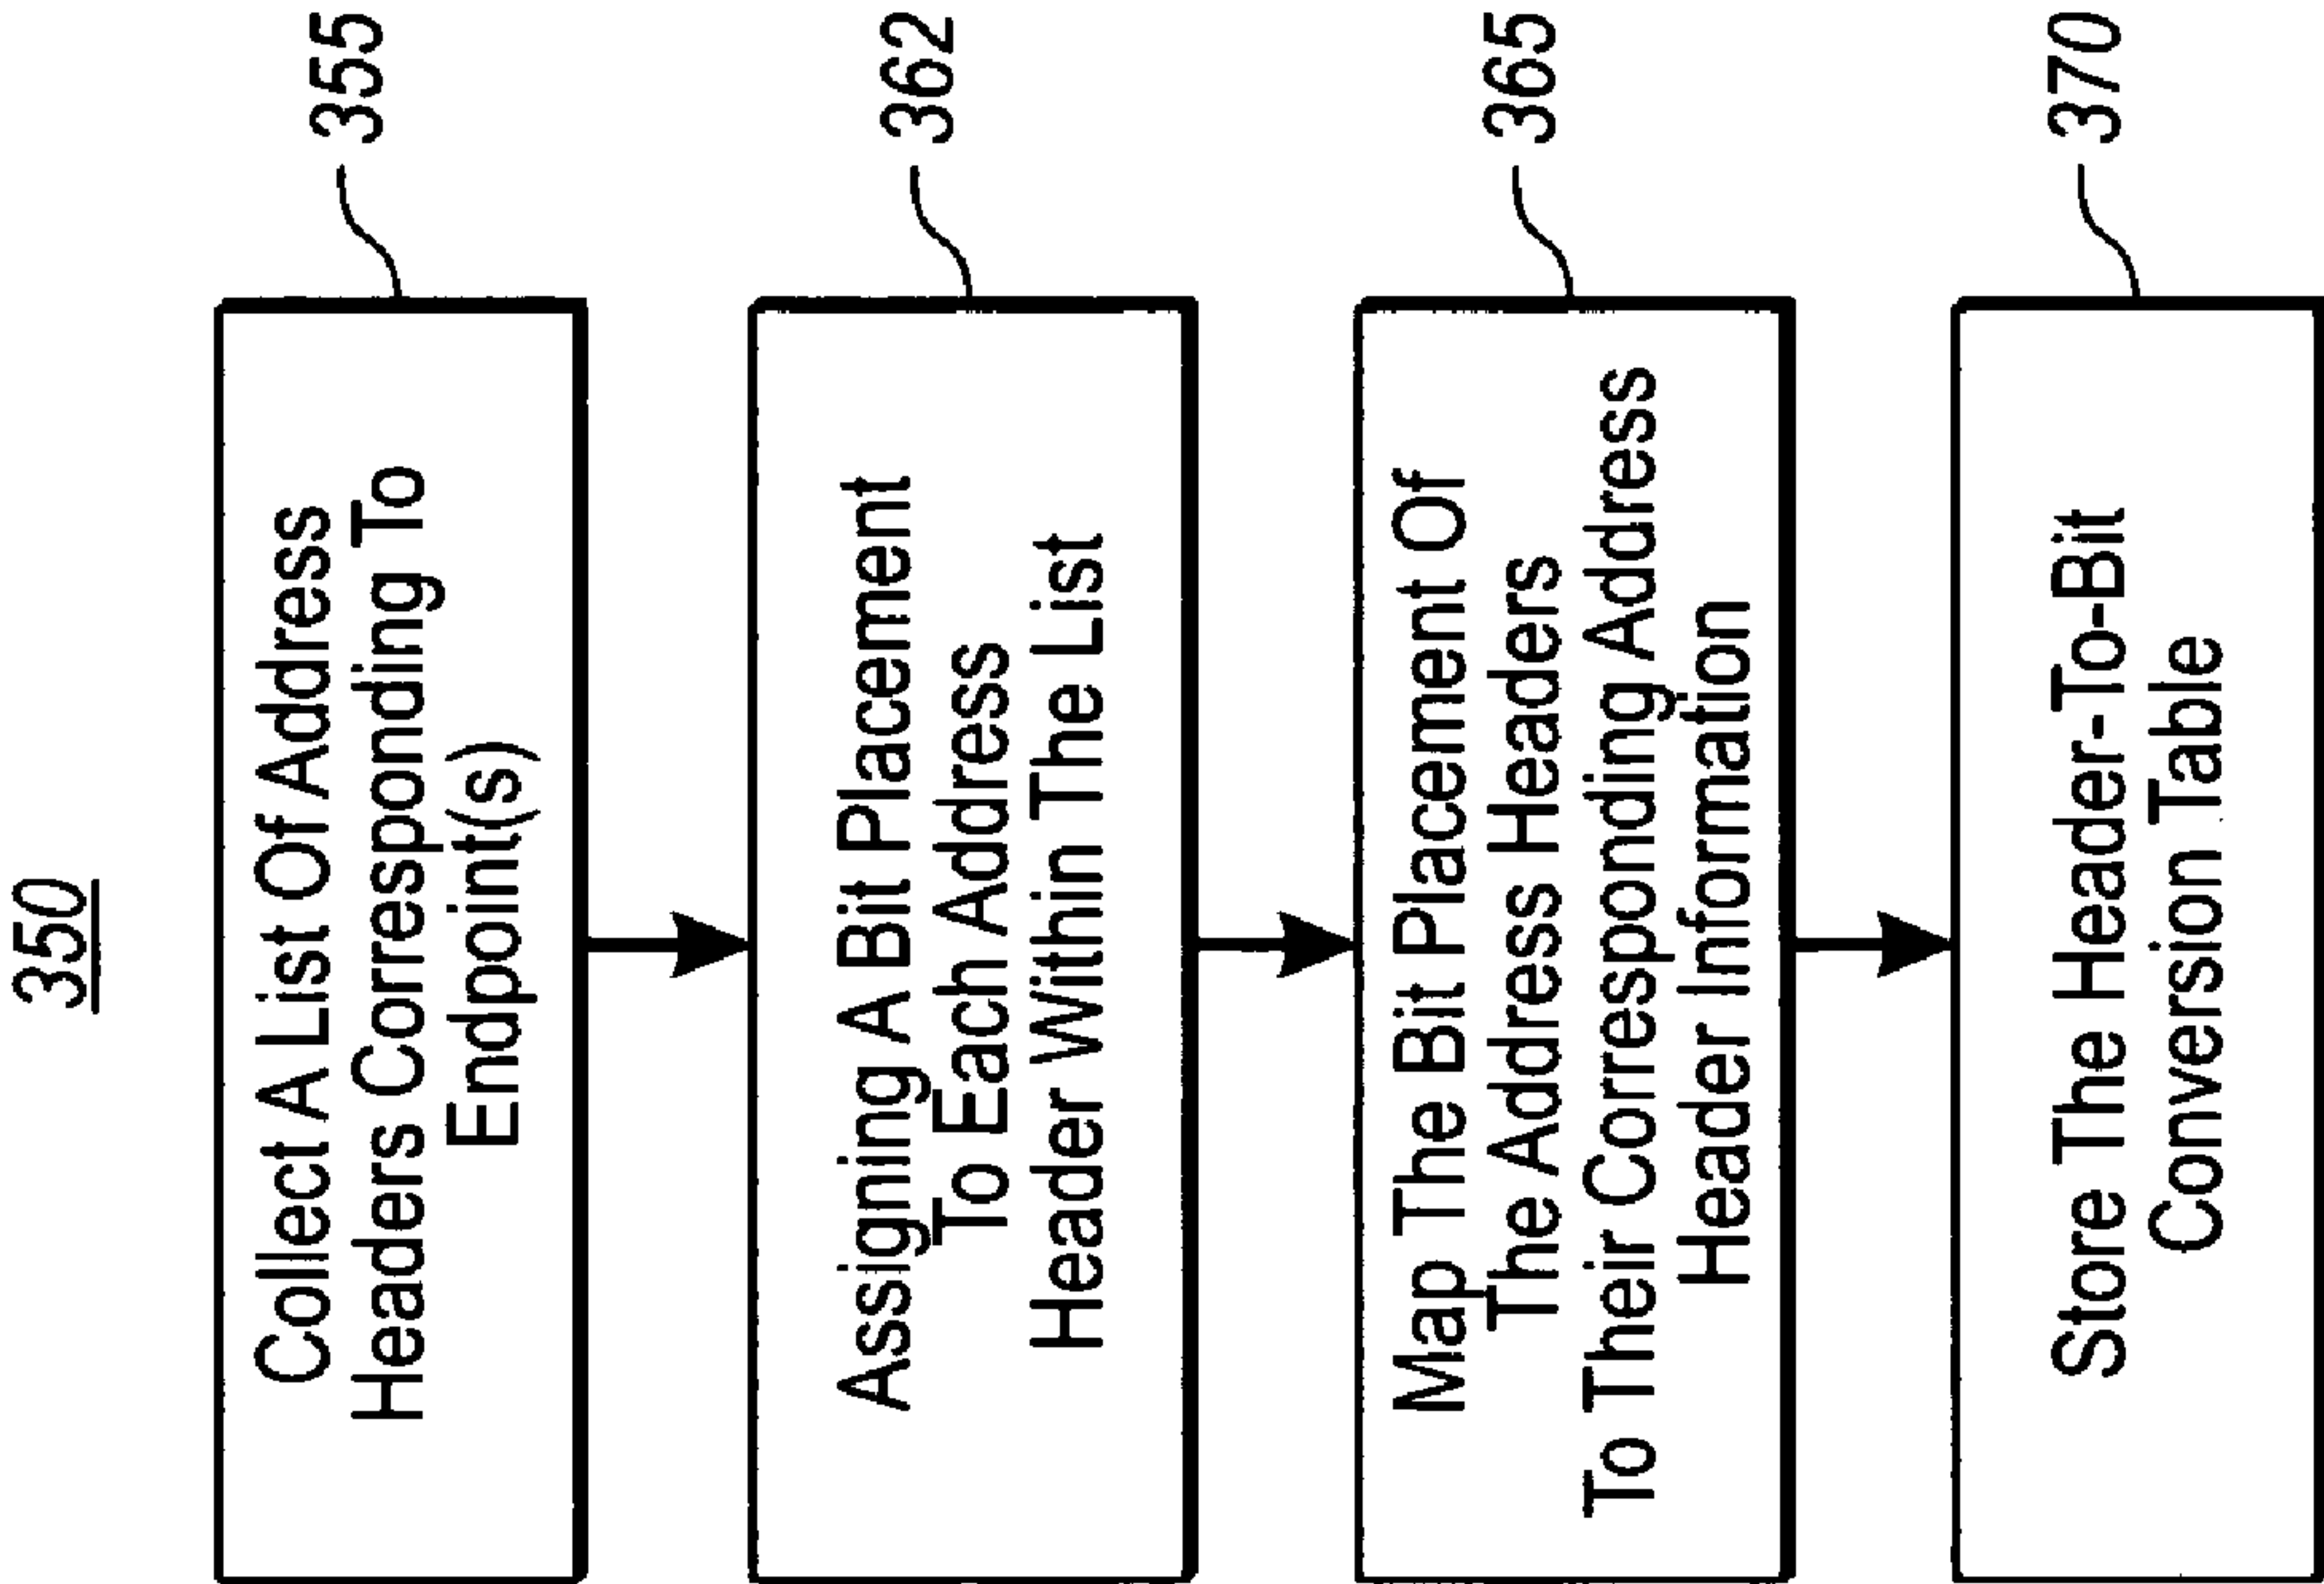 350
Collect A List Of Address
Headers Corresponding To
Endpoint(s)
355
Assigning A Bit Placement
To Each Address
Header Within The List
362
Map The Bit Placement Of
The Address Headers
To Their Corresponding Address
Header Information
365
Store The Header-To-Bit
Conversion Table
370